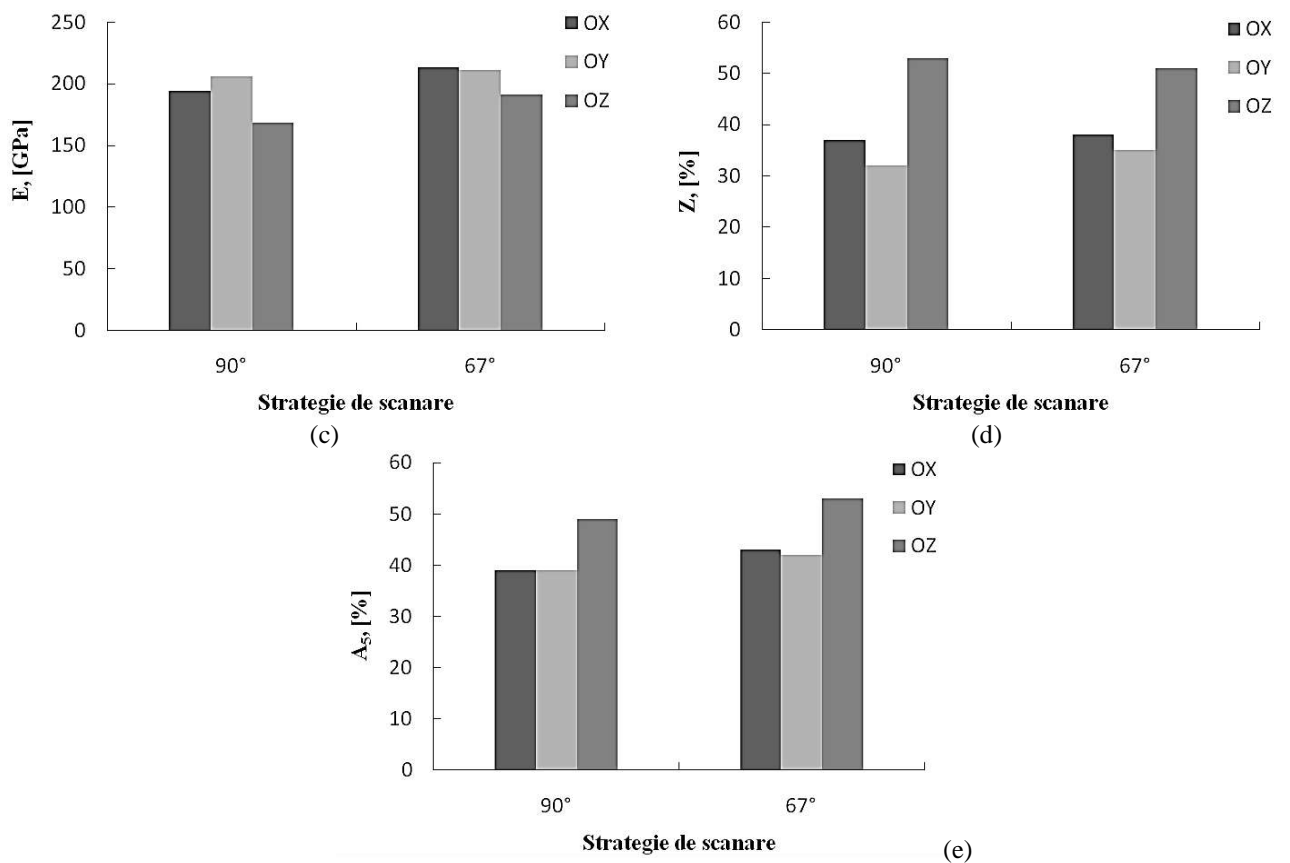 250
200
150
100
50
0
E, [GPa]
OX
OY
OZ
90°
67°
Strategie de scanare
(c)
60
50
40
30
20
10
0
Z, [%]
OX
OY
OZ
90°
67°
Strategie de scanare
(d)
60
50
40
30
20
10
0
A₅, [%]
OX
OY
OZ
90°
67°
Strategie de scanare
(e)